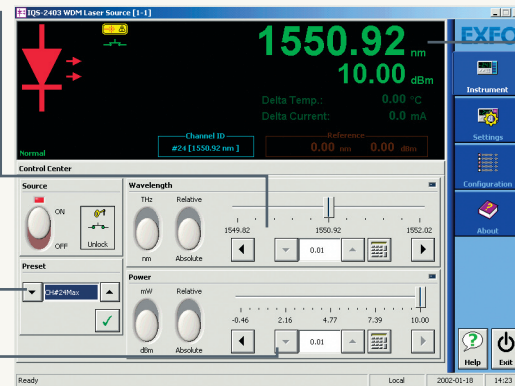 IQS-2403 WDM Laser Source [1-1]
1550.92 nm
10.00 dBm
Delta Temp.: 0.00 °C
Delta Current: 0.0 mA
Channel ID
#24 [1550.92 nm ]
Reference
0.00 nm 0.00 dBm
Normal
EXFO
Instrument
Settings
Configuration
About
Help
Exit
Control Center
Source
ON
OFF
Unlock
Preset
CH#24Max
Wavelength
THz
Relative
nm
Absolute
1549.82 1550.92 1552.02
0.01
Power
mW
Relative
dBm
Absolute
-0.46 2.16 4.77 7.39 10.00
0.01
Ready
Local
2002-01-18
14:23